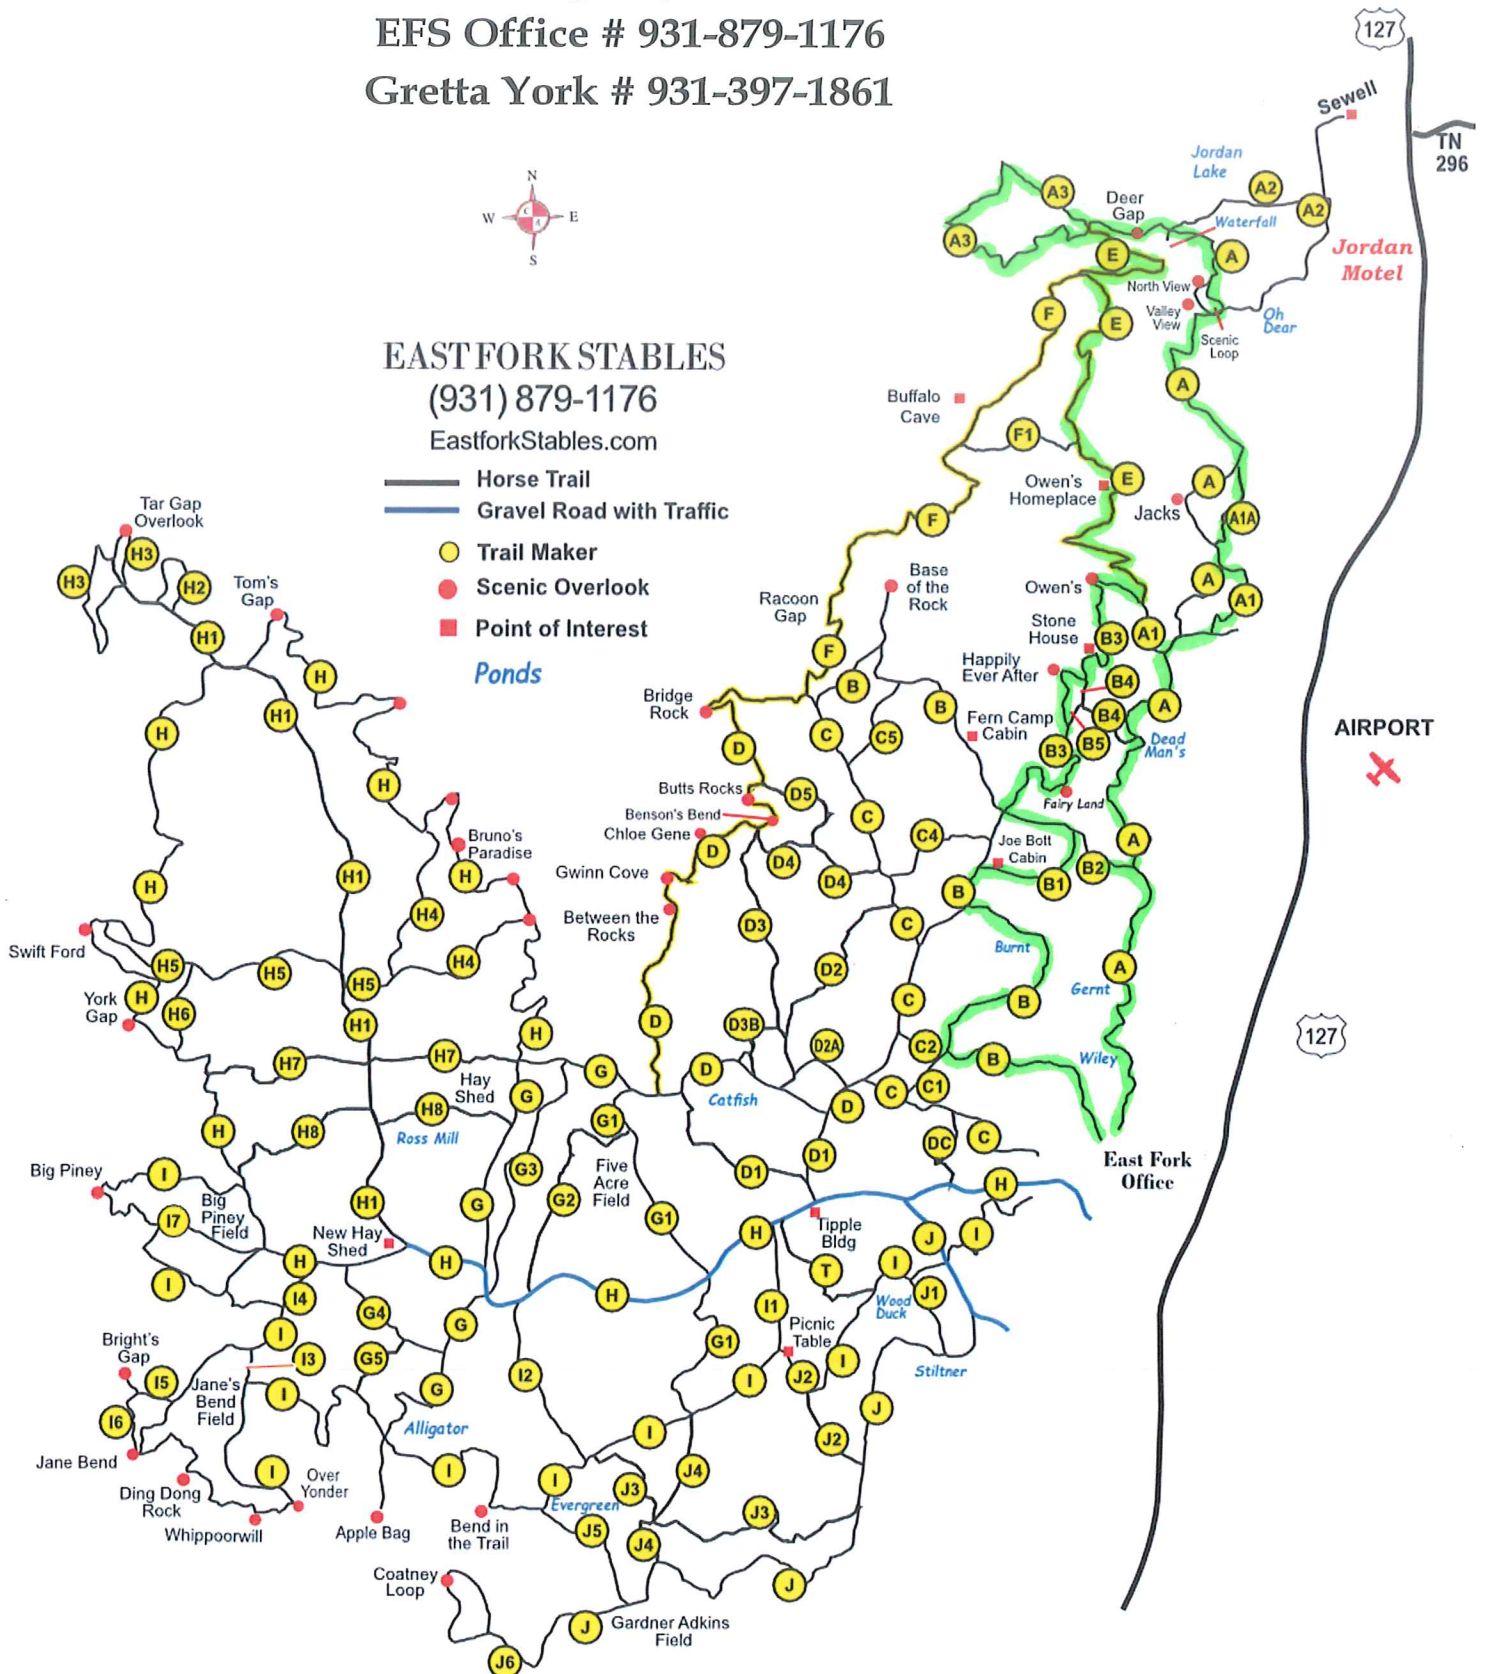 EFS Office # 931-879-1176
Gretta York # 931-397-1861
127
Sewell
TN
296
Jordan
Lake
A2
A2
Waterfall
Jordan
Motel
Deer
Gap
A3
A3
E
A
N
W
E
S
C
A
North View
Valley
View
Scenic
Loop
Oh
Dear
F
E
A
EAST FORK STABLES
(931) 879-1176
EastforkStables.com
Horse Trail
Gravel Road with Traffic
Trail Maker
Scenic Overlook
Point of Interest
Ponds
Buffalo
Cave
F1
Owen's
Homeplace
E
A
Jacks
A1A
F
A
A1
Tar Gap
Overlook
H3
H3
H2
Tom's
Gap
H1
H
H1
H
H
Base
of the
Rock
Racoon
Gap
F
B
Owen's
Stone
House
B3
A1
Happily
Ever After
B4
B4
A
B
Fern Camp
Cabin
B3
B5
Dead
Man's
Fairy Land
AIRPORT
Bridge
Rock
D
C
C5
Butts Rocks
D5
Benson's Bend
Chloe Gene
D
C
C4
Joe Bott
Cabin
A
D4
D4
B2
B1
B
Gwinn Cove
Between the
Rocks
Bruno's
Paradise
H
H1
H
H4
H4
D3
C
Burnt
Swift Ford
H5
H5
H5
D2
A
Gernt
York
Gap
H
H6
H1
H
D
D3B
D2A
C
C2
B
B
Wiley
127
H7
H7
Hay
Shed
G
G
D
Catfish
D
C
C1
H8
Ross Mill
H
H8
G1
Five
Acre
Field
G3
D1
D1
DC
C
East Fork
Office
Big Piney
I
Big
Piney
Field
I7
H1
New Hay
Shed
G
G2
G1
H
H
Tipple
Bldg
J
I
I
H
I4
H
H
T
I
Wood
Duck
J1
I
G4
G
I1
Picnic
Table
Bright's
Gap
I3
G5
G1
I
Stiltner
I5
Jane's
Bend
Field
I
G
I2
I
J2
J
I6
Alligator
I
J2
Jane Bend
I
Over
Yonder
I
I
J4
Ding Dong
Rock
Whippoorwill
Apple Bag
Bend in
the Trail
Evergreen
J3
J3
J5
J4
Coatney
Loop
J
J
Gardner Adkins
Field
J6